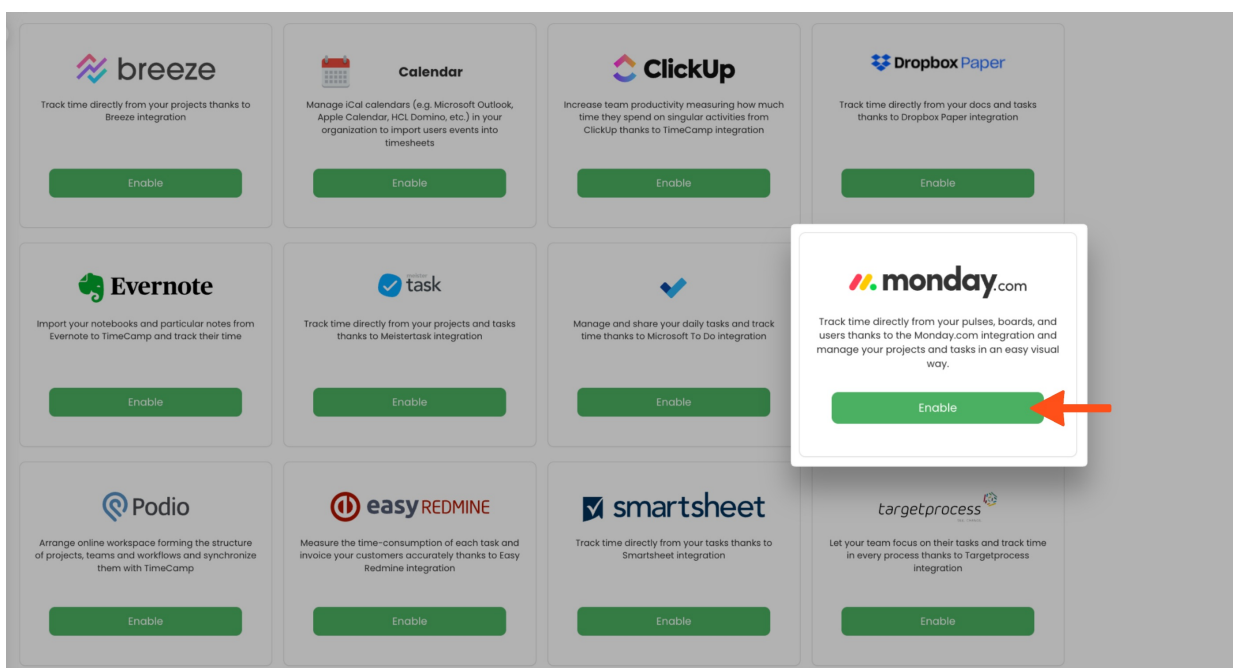 breeze
Track time directly from your projects thanks to
Breeze integration
Enable
Calendar
Manage iCal calendars (e.g. Microsoft Outlook,
Apple Calendar, HCL Domino, etc.) in your
organization to import users events into
timesheets
Enable
ClickUp
Increase team productivity measuring how much
time they spend on singular activities from
ClickUp thanks to TimeCamp integration
Enable
Dropbox Paper
Track time directly from your docs and tasks
thanks to Dropbox Paper integration
Enable
Evernote
Import your notebooks and particular notes from
Evernote to TimeCamp and track their time
Enable
task
Track time directly from your projects and tasks
thanks to Meistertask integration
Enable
Manage and share your daily tasks and track
time thanks to Microsoft To Do integration
Enable
monday.com
Track time directly from your pulses, boards, and
users thanks to the Monday.com integration and
manage your projects and tasks in an easy visual
way.
Enable
Podio
Arrange online workspace forming the structure
of projects, teams and workflows and synchronize
them with TimeCamp
Enable
easy REDMINE
Measure the time-consumption of each task and
invoice your customers accurately thanks to Easy
Redmine integration
Enable
smartsheet
Track time directly from your tasks thanks to
Smartsheet integration
Enable
targetprocess
Let your team focus on their tasks and track time
in every process thanks to Targetprocess
integration
Enable